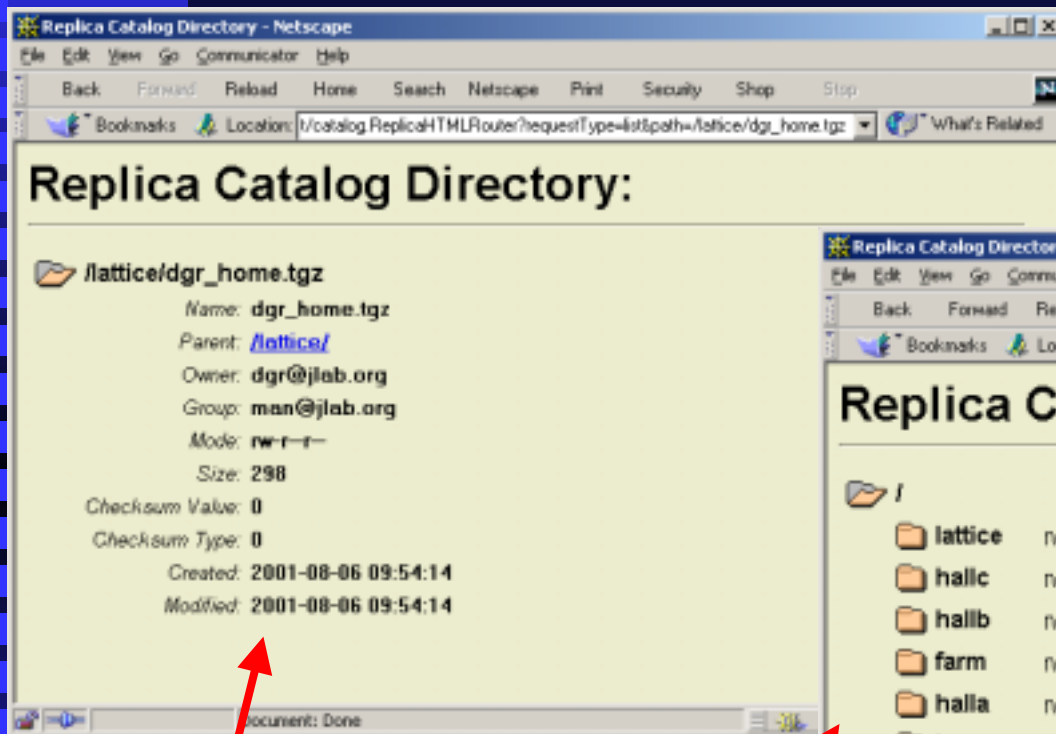 Replica Catalog Directory - Netscape
File Edit View Go Communicator Help
Back Forward Reload Home Search Netscape Print Security Shop Stop
Bookmarks Location: t/catalog.ReplicaHTMLRouter?requestType=list&path=/lattice/dgr_home.tgz What's Related
Replica Catalog Directory:
/lattice/dgr_home.tgz
Name: dgr_home.tgz
Parent: /lattice/
Owner: dgr@jlab.org
Group: man@jlab.org
Mode: rw-r--r--
Size: 298
Checksum Value: 0
Checksum Type: 0
Created: 2001-08-06 09:54:14
Modified: 2001-08-06 09:54:14
Document: Done
Replica Catalog Director
File Edit View Go Commu
Back Forward Re
Bookmarks Lo
Replica C
/
lattice
hallc
hallb
farm
halla